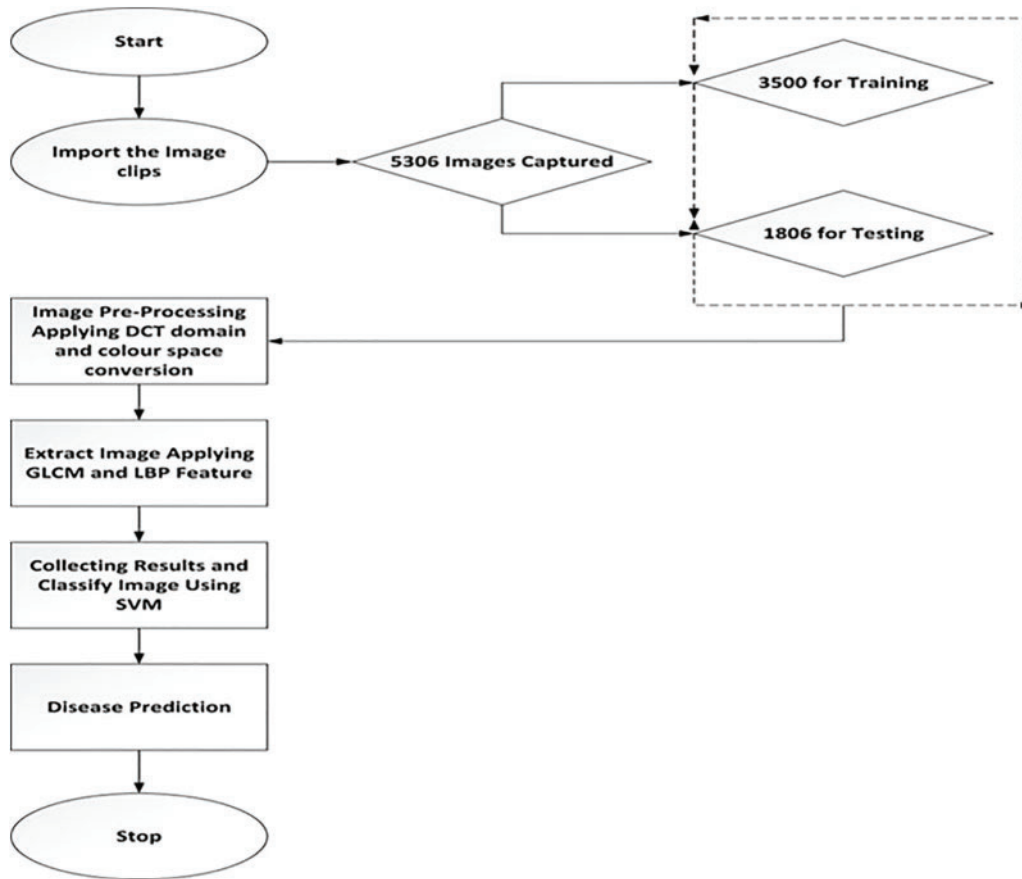 Start
Import the Image
clips
5306 Images Captured
3500 for Training
1806 for Testing
Image Pre-Processing
Applying DCT domain
and colour space
conversion
Extract Image Applying
GLCM and LBP Feature
Collecting Results and
Classify Image Using
SVM
Disease Prediction
Stop